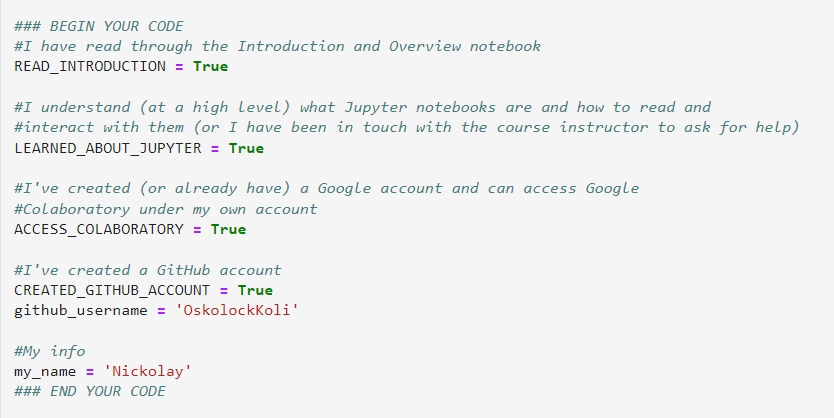 ### BEGIN YOUR CODE
#I have read through the Introduction and Overview notebook
READ_INTRODUCTION = True
#I understand (at a high level) what Jupyter notebooks are and how to read and
#interact with them (or I have been in touch with the course instructor to ask for help)
LEARNED_ABOUT_JUPYTER = True
#I've created (or already have) a Google account and can access Google
#Colaboratory under my own account
ACCESS_COLABORATORY = True
#I've created a GitHub account
CREATED_GITHUB_ACCOUNT = True
github_username = 'OskolockKoli'
#My info
my_name = 'Nickolay'
### END YOUR CODE